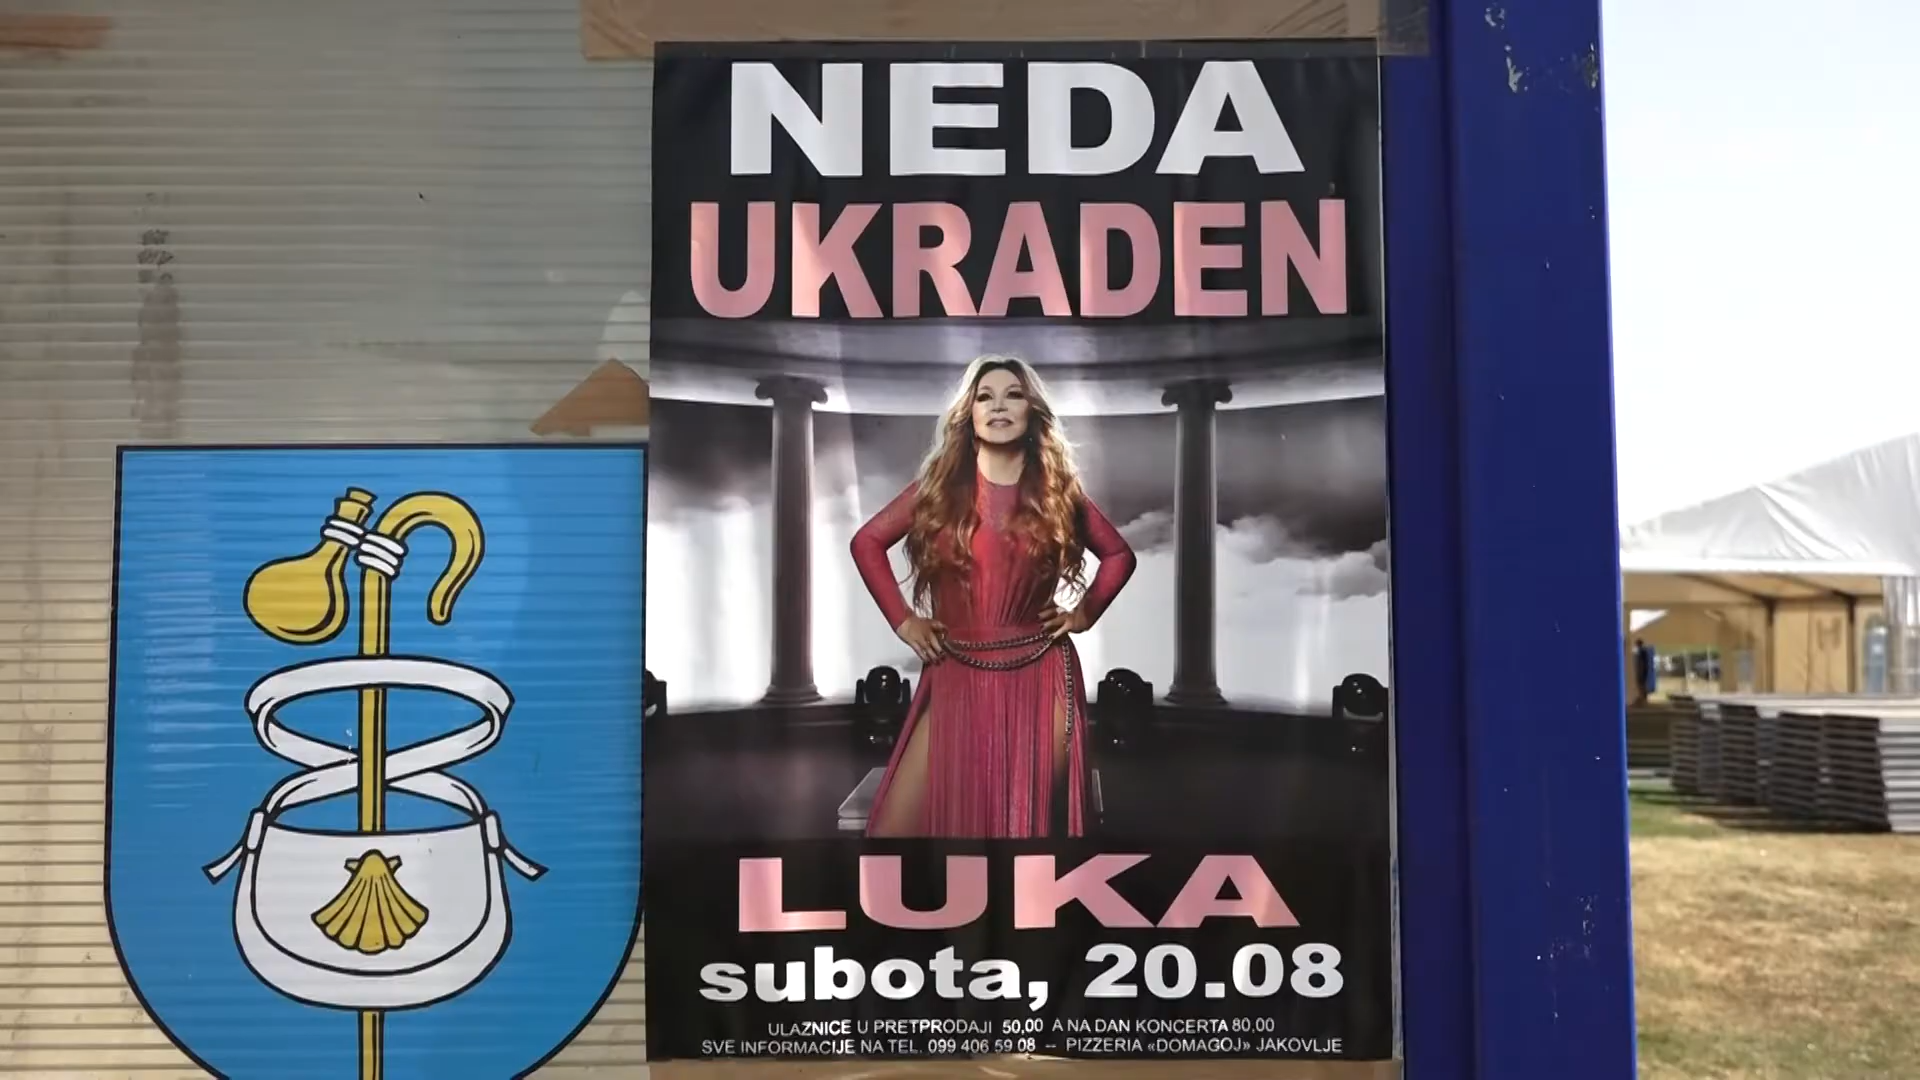 NEDA
UKRADEN
LUKA
subota, 20.08
ULAZNICE U PRETPRODAJI 50,00 A NA DAN KONCERTA 80,00
SVE INFORMACIJE NA TEL. 099 406 59 08 -- PIZZERIA «DOMAGOJ» JAKOVLJE